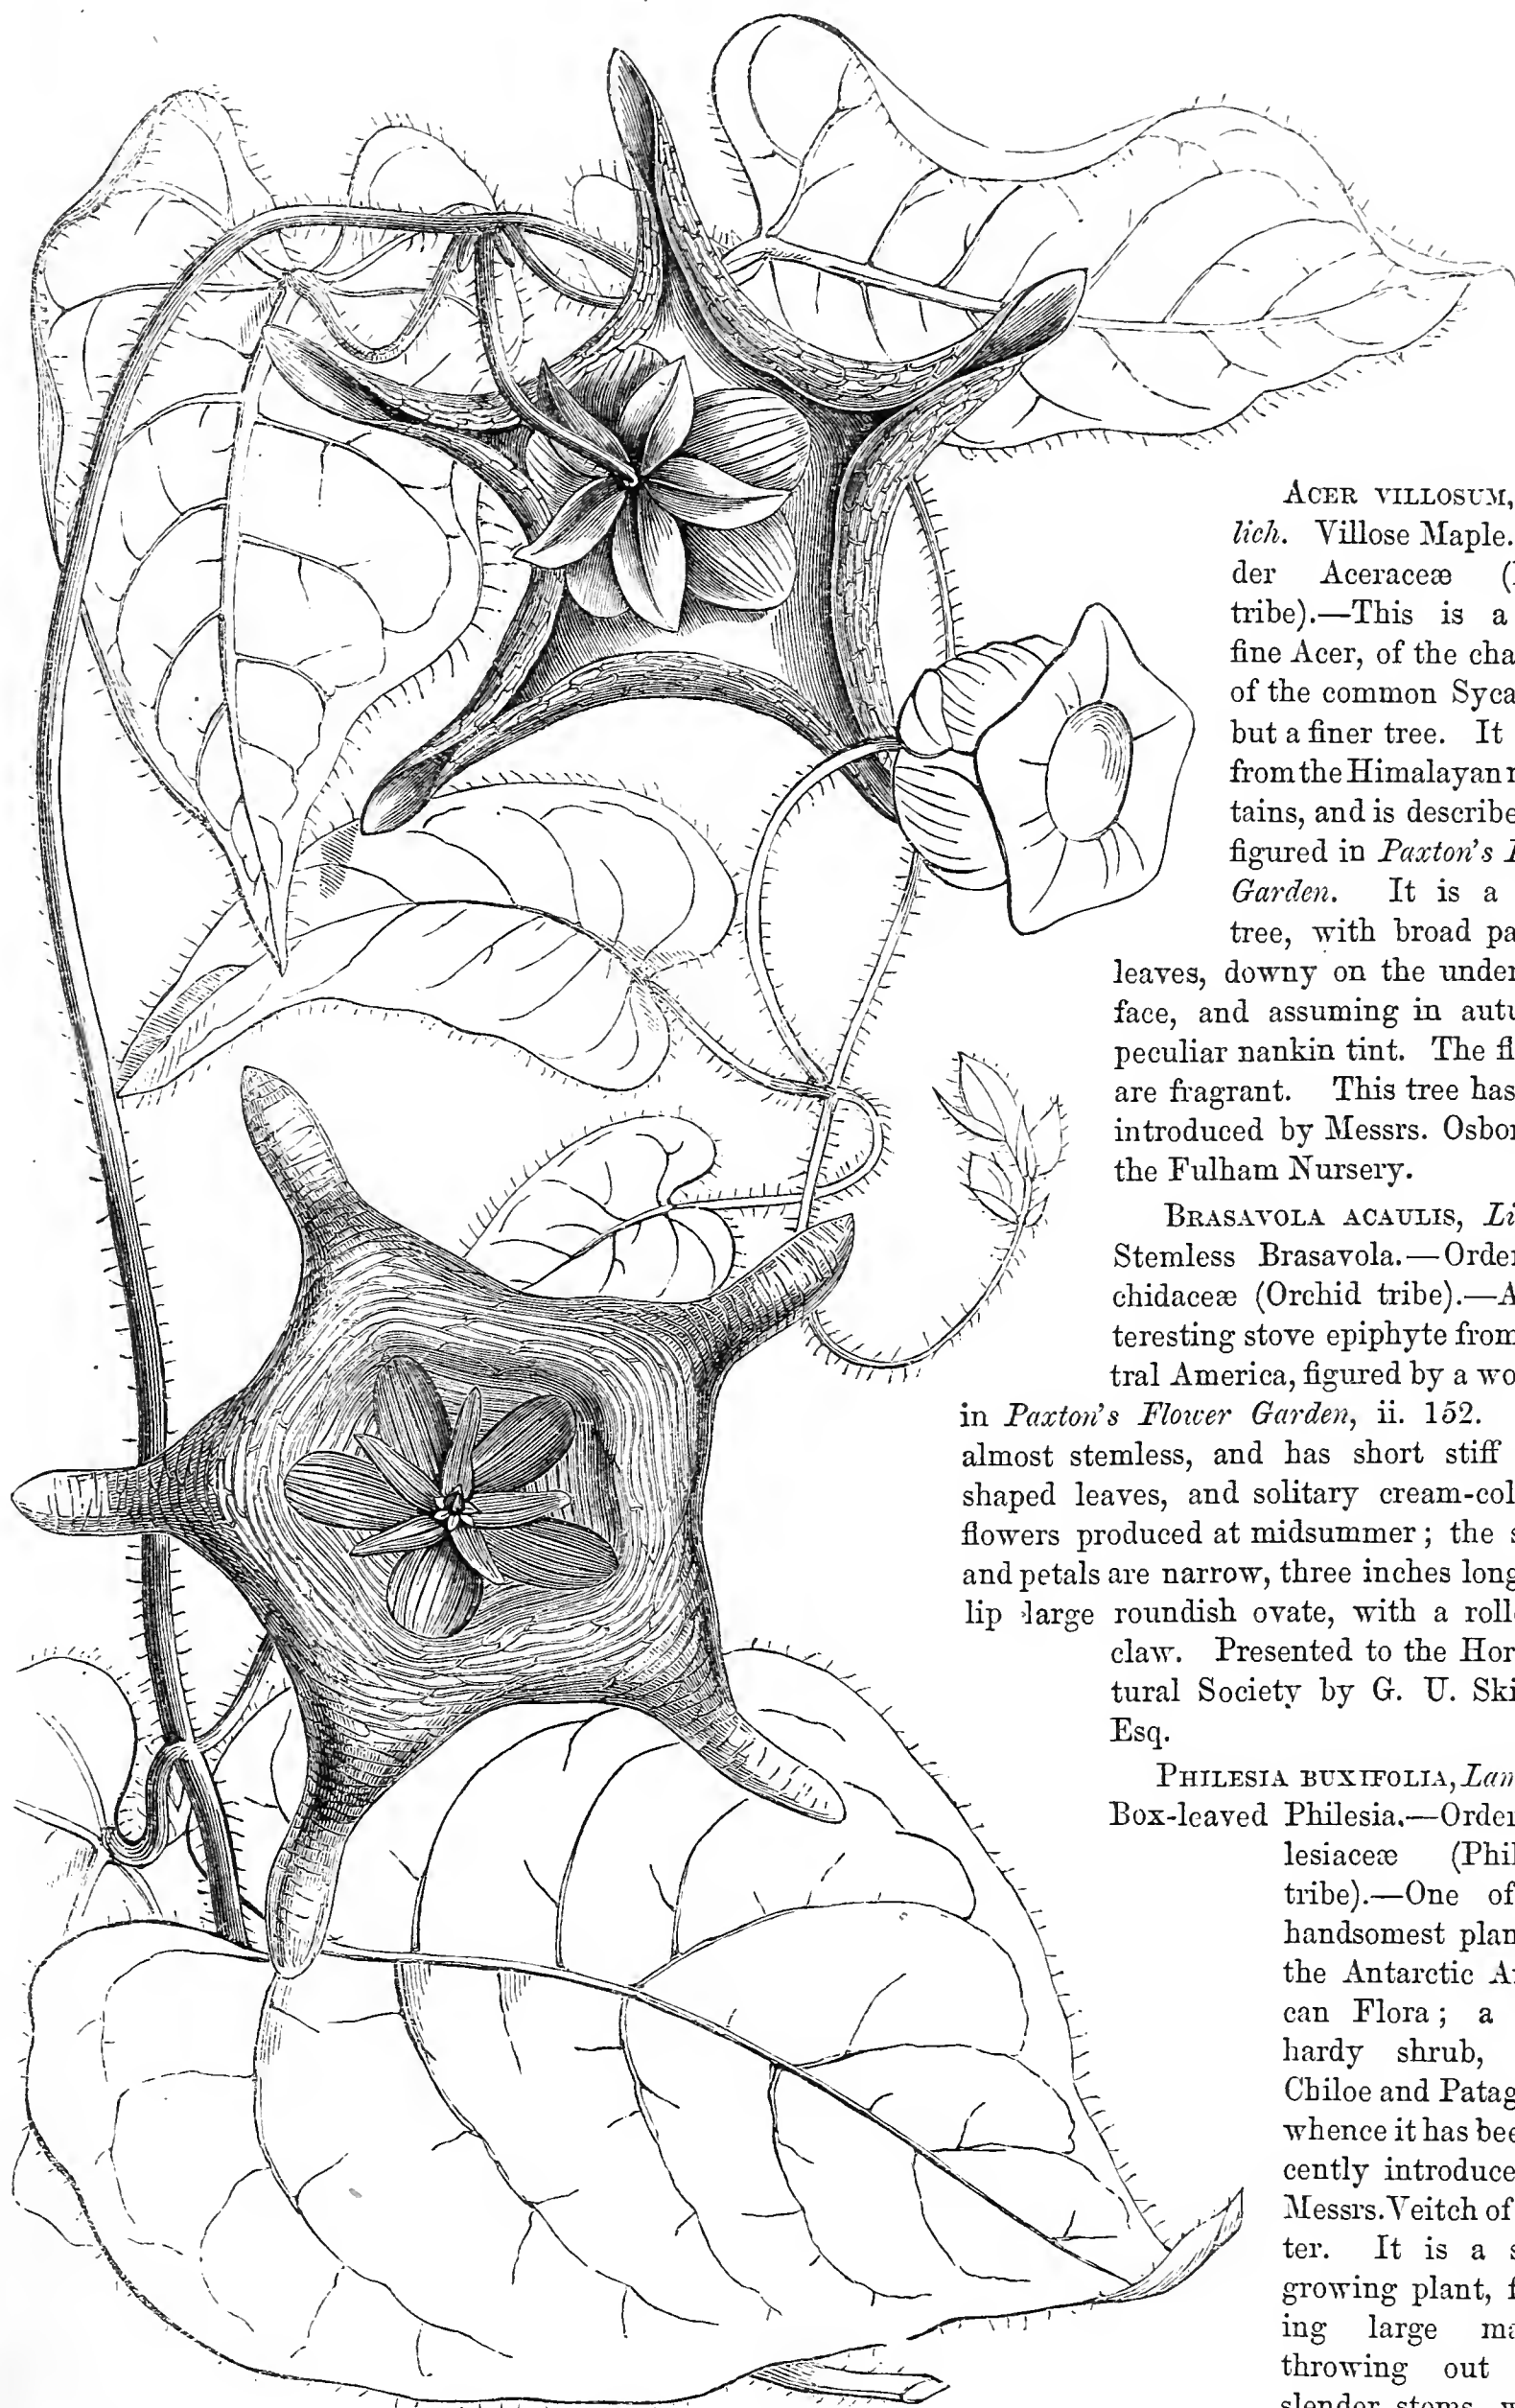 ACER VILLOSUM,
lich. Villose Maple.
der Aceraceæ (
tribe).—This is a
fine Acer, of the cha
of the common Syca
but a finer tree. It
from the Himalayan
tains, and is describe
figured in Paxton's
Garden. It is a
tree, with broad pa
leaves, downy on the under
face, and assuming in autu
peculiar nankin tint. The fl
are fragrant. This tree has
introduced by Messrs. Osbor
the Fulham Nursery.
BRASAVOLA ACAULIS, Li
Stemless Brasavola.—Order
chidaceæ (Orchid tribe).—A
teresting stove epiphyte from
tral America, figured by a wo
in Paxton's Flower Garden, ii. 152.
almost stemless, and has short stiff
shaped leaves, and solitary cream-col
flowers produced at midsummer; the s
and petals are narrow, three inches long
lip large roundish ovate, with a roll
claw. Presented to the Hor
tural Society by G. U. Ski
Esq.
PHILESIA BUXIFOLIA, Lam
Box-leaved Philesia.—Order
lesiaceæ (Phil
tribe).—One of
handsomest plan
the Antarctic A
can Flora; a
hardy shrub,
Chiloe and Patag
whence it has bee
cently introduce
Messrs. Veitch of
ter. It is a s
growing plant, f
ing large ma
throwing out
slender stems, w